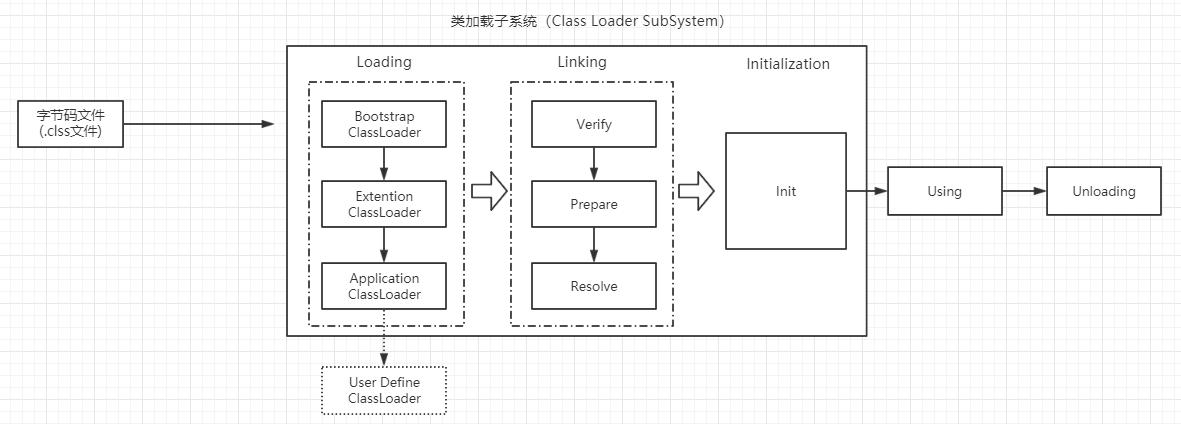 类加载子系统（Class Loader SubSystem）
Loading
Linking
Initialization
字节码文件
(.clss文件)
Bootstrap
ClassLoader
Extention
ClassLoader
Application
ClassLoader
User Define
ClassLoader
Verify
Prepare
Resolve
Init
Using
Unloading